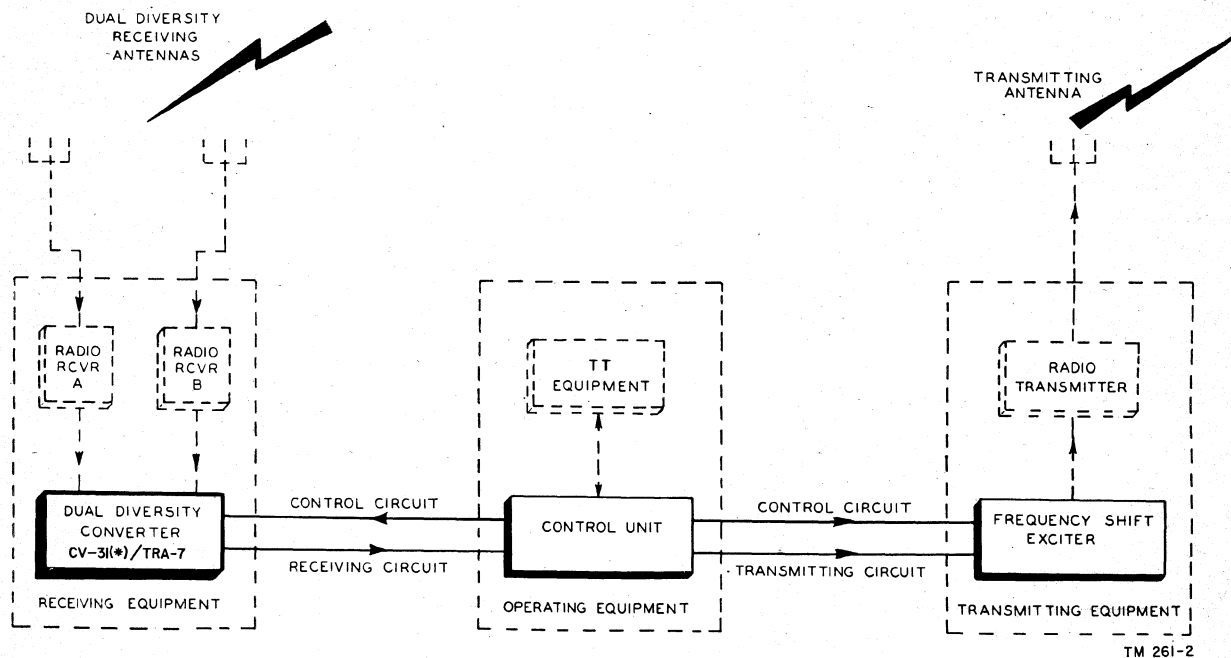 DUAL DIVERSITY
RECEIVING
ANTENNAS
TRANSMITTING
ANTENNA
RADIO
RCVR
A
RADIO
RCVR
B
TT
EQUIPMENT
RADIO
TRANSMITTER
DUAL DIVERSITY
CONVERTER
CV-31(*)/TRA-7
CONTROL CIRCUIT
RECEIVING CIRCUIT
CONTROL UNIT
CONTROL CIRCUIT
TRANSMITTING CIRCUIT
FREQUENCY SHIFT
EXCITER
RECEIVING EQUIPMENT
OPERATING EQUIPMENT
TRANSMITTING EQUIPMENT
TM 261-2